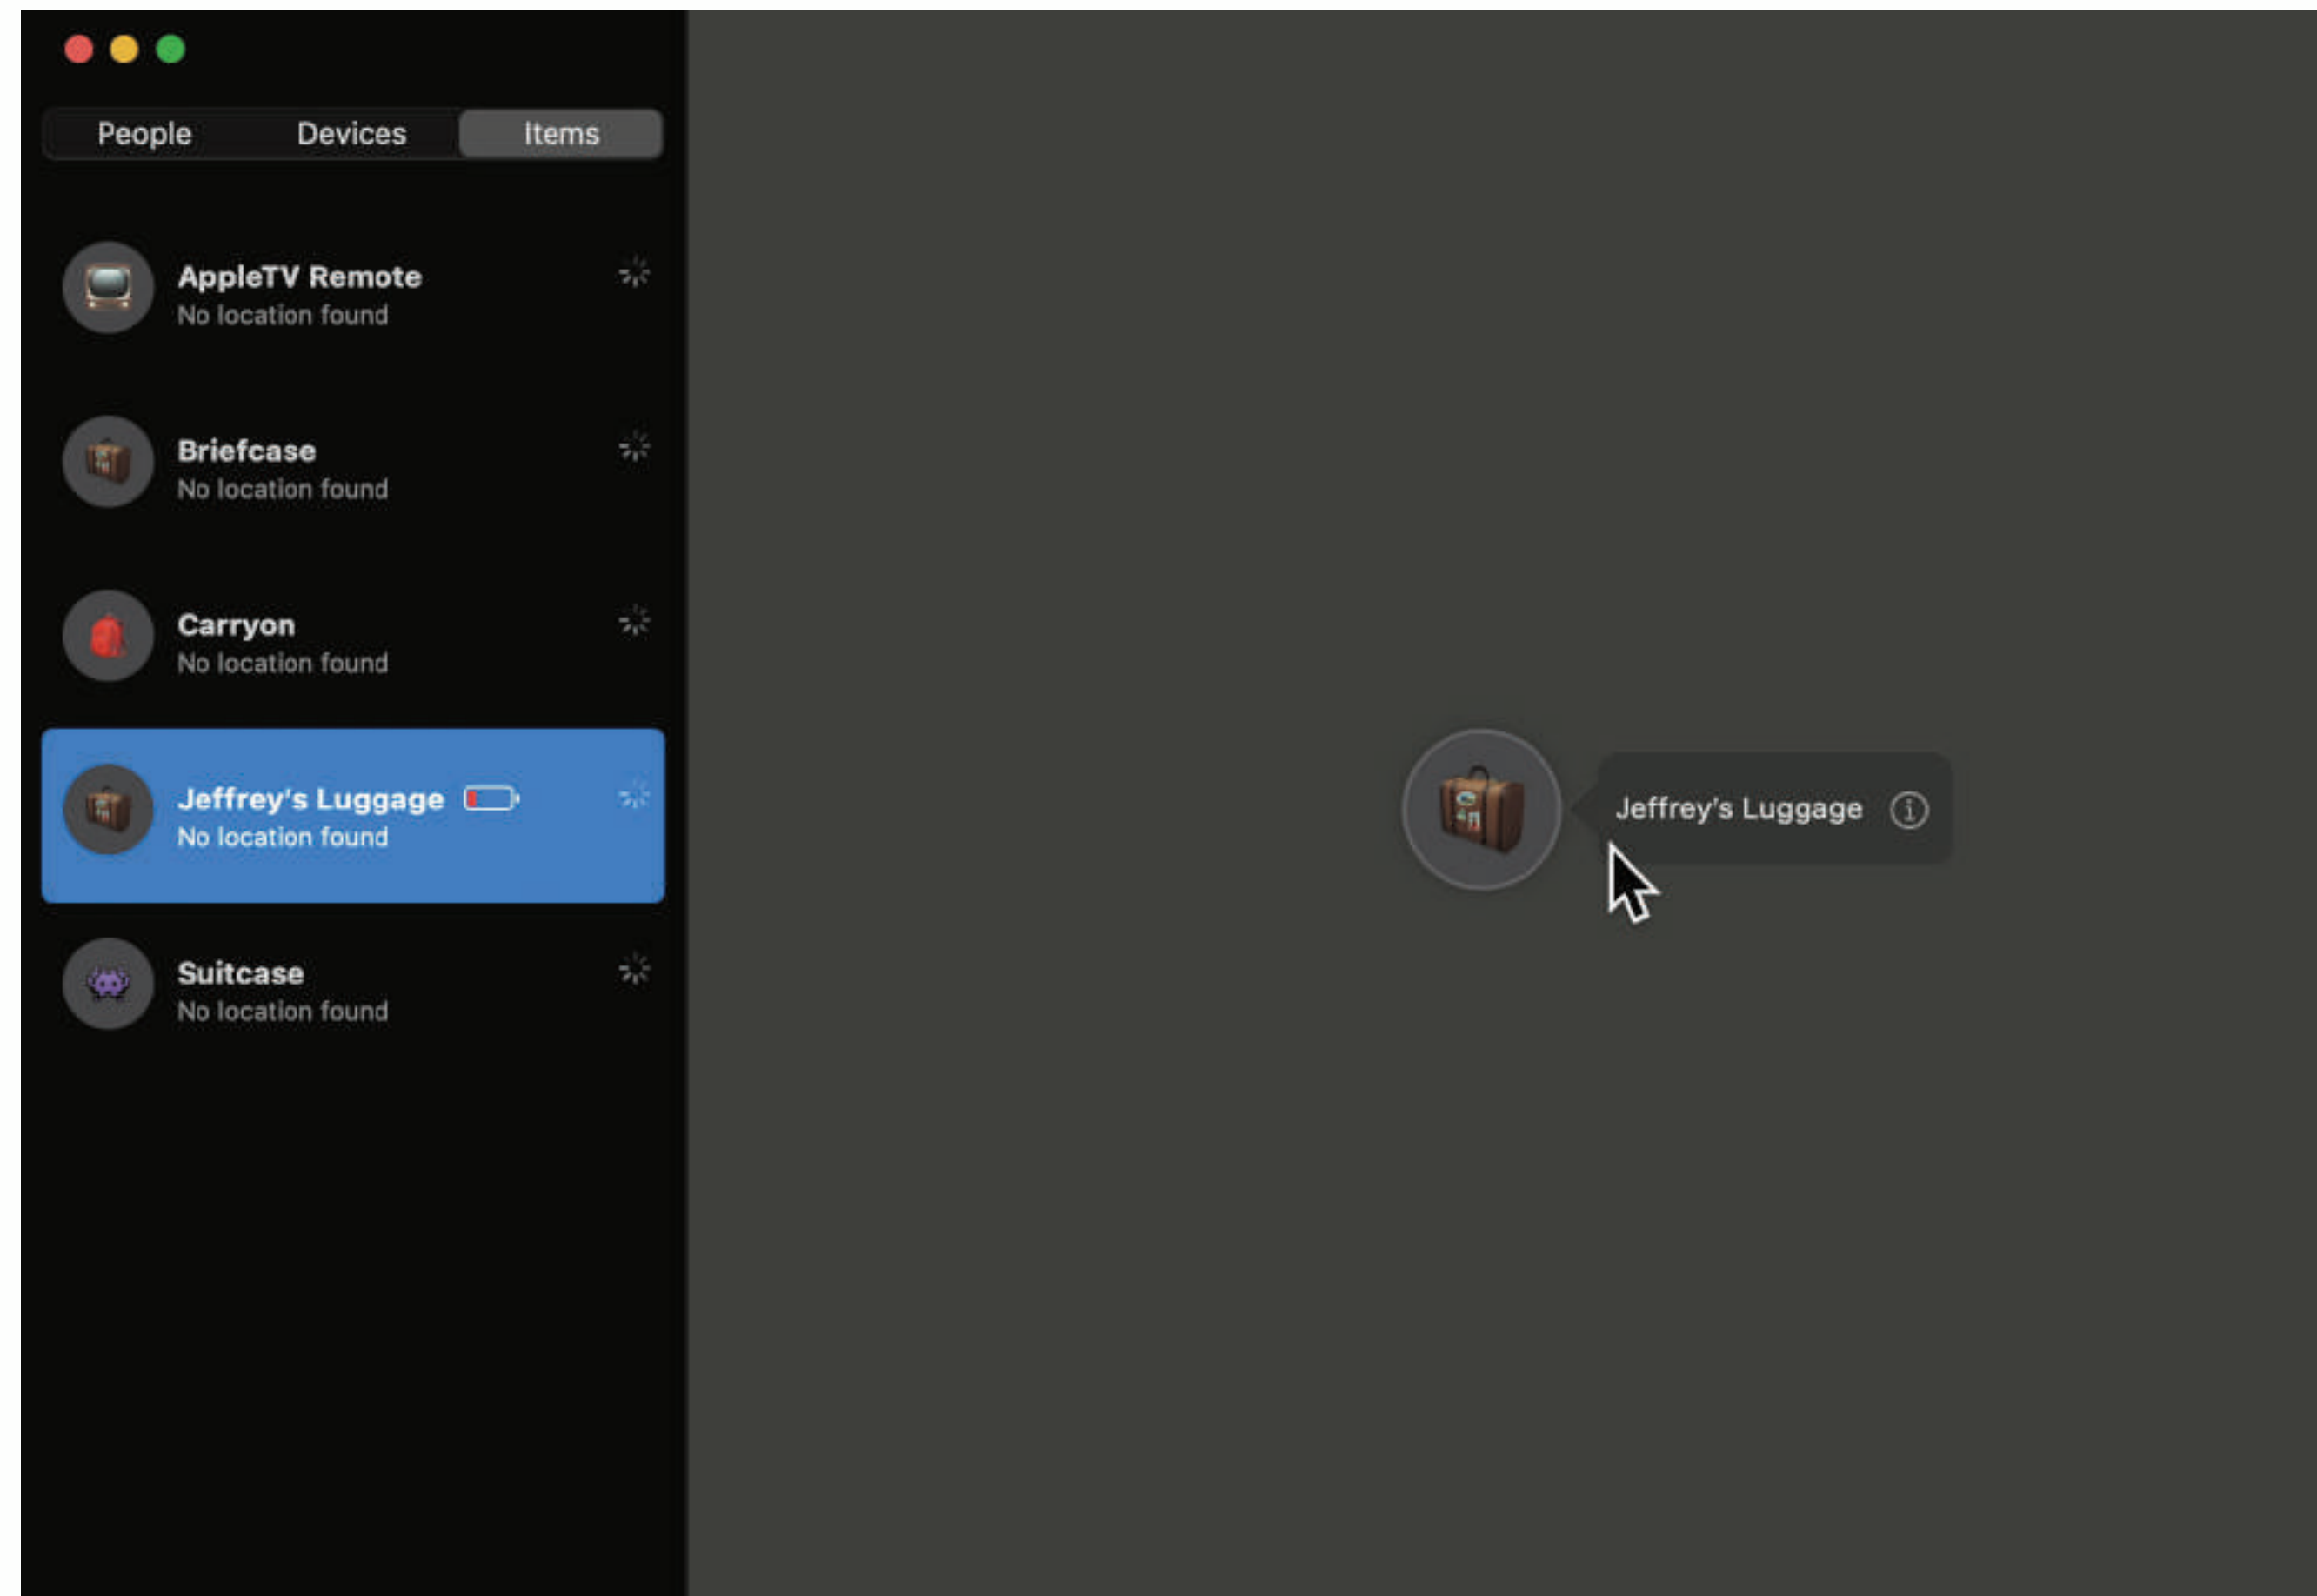 People
Devices
Items
AppleTV Remote
No location found
Briefcase
No location found
Carryon
No location found
Jeffrey's Luggage
No location found
Suitcase
No location found
Jeffrey's Luggage